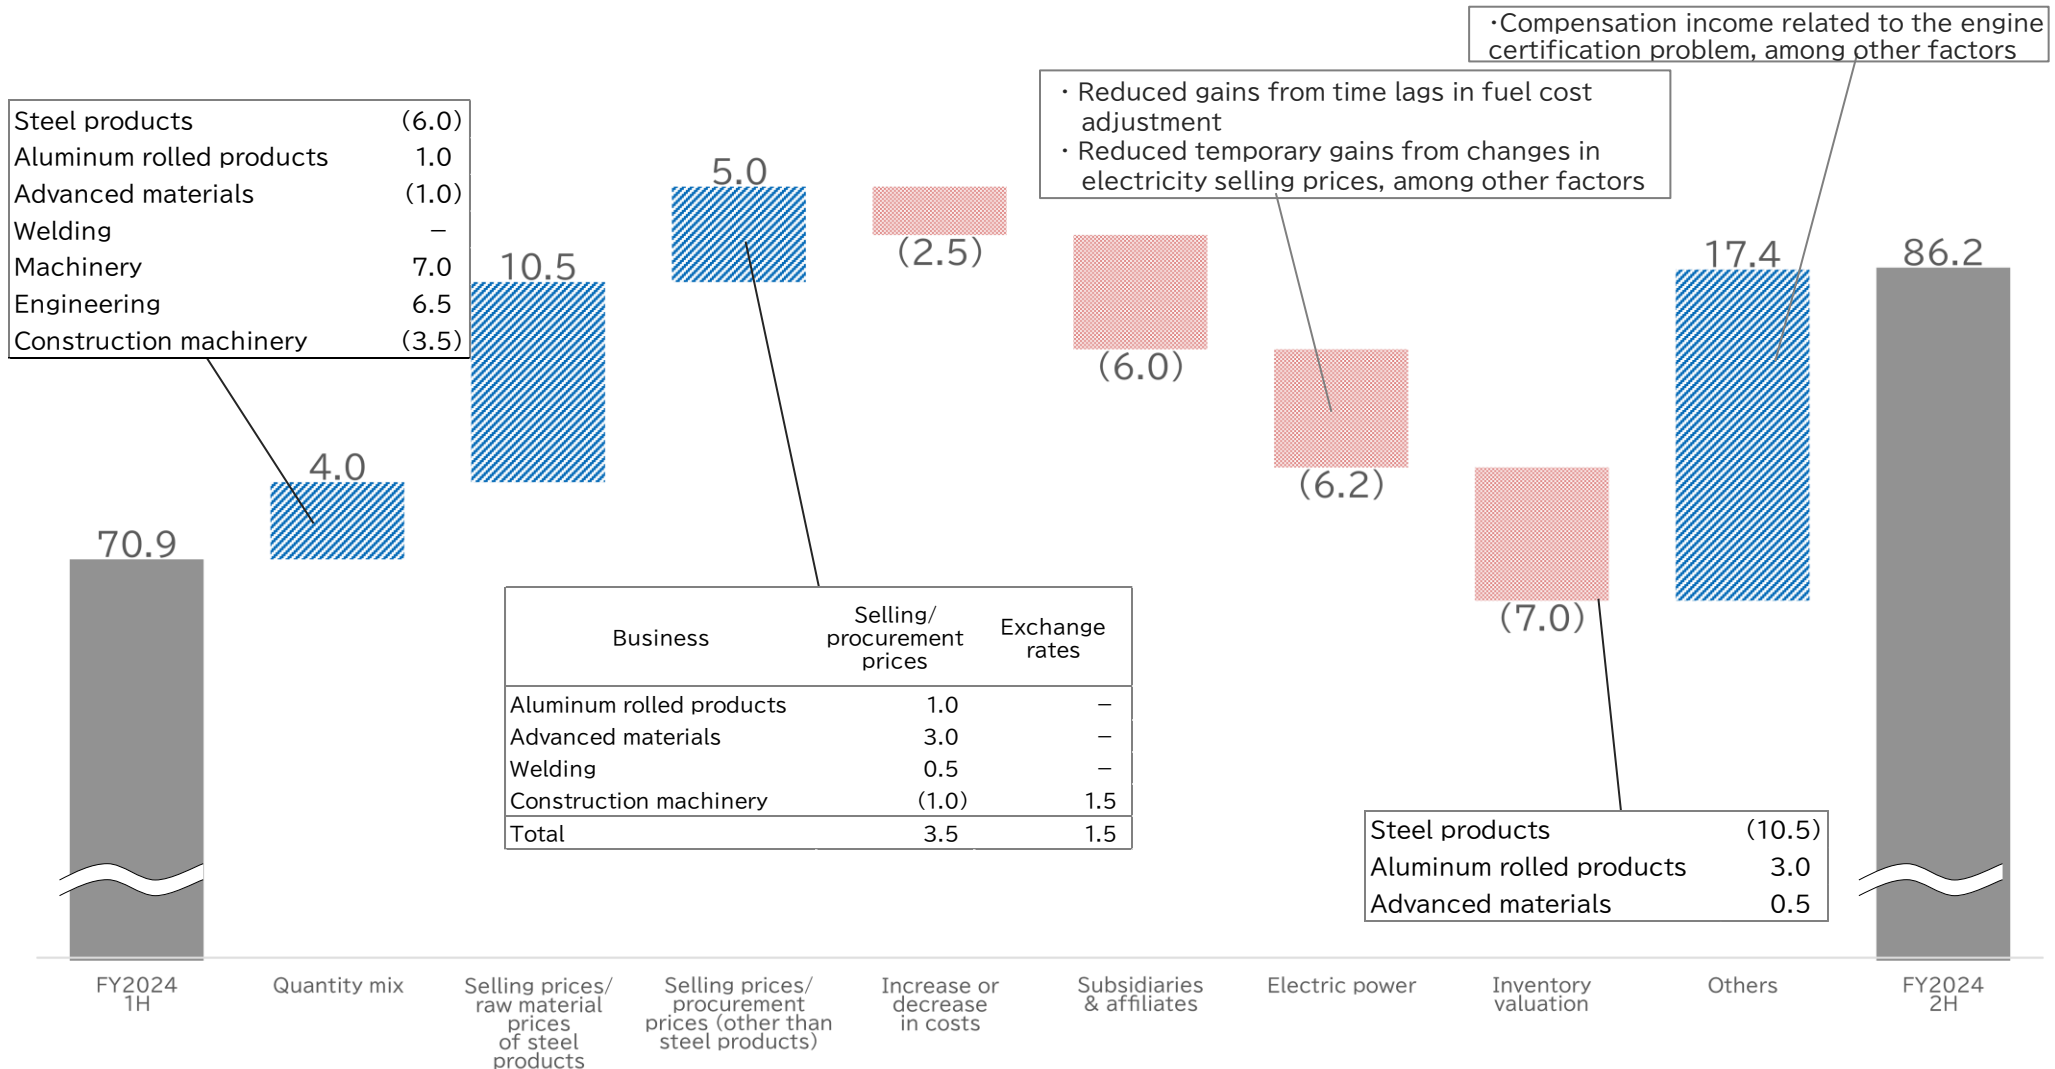 ・Compensation income related to the engine
certification problem, among other factors
・Reduced gains from time lags in fuel cost
adjustment
・Reduced temporary gains from changes in
electricity selling prices, among other factors
Steel products (6.0)
Aluminum rolled products 1.0
Advanced materials (1.0)
Welding −
Machinery 7.0
Engineering 6.5
Construction machinery (3.5)
70.9
4.0
10.5
5.0
(2.5)
(6.0)
(6.2)
(7.0)
17.4
86.2
Business Selling/ procurement prices Exchange rates
Aluminum rolled products 1.0 −
Advanced materials 3.0 −
Welding 0.5 −
Construction machinery (1.0) 1.5
Total 3.5 1.5
Steel products (10.5)
Aluminum rolled products 3.0
Advanced materials 0.5
FY2024
1H
Quantity mix
Selling prices/
raw material
prices
of steel
products
Selling prices/
procurement
prices (other than
steel products)
Increase or
decrease
in costs
Subsidiaries
& affiliates
Electric power
Inventory
valuation
Others
FY2024
2H